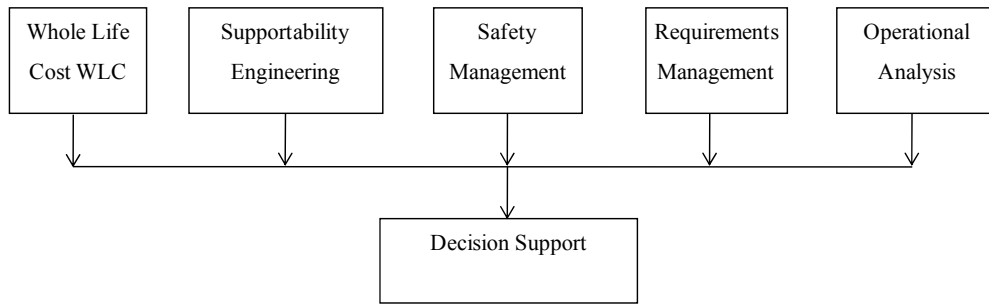 Whole Life
Cost WLC
Supportability
Engineering
Safety
Management
Requirements
Management
Operational
Analysis
Decision Support